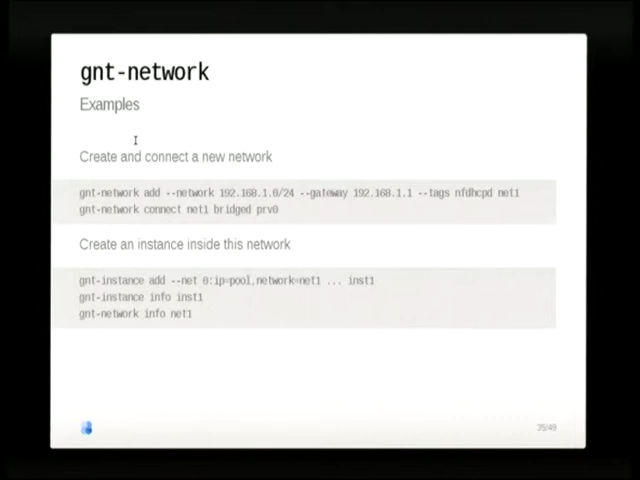 gnt-network
Examples
Create and connect a new network
gnt-network add --network 192.168.1.0/24 --gateway 192.168.1.1 --tags nfdhcpd net1
gnt-network connect net1 bridged prv0
Create an instance inside this network
gnt-instance add --net 0:ip=pool,network=net1 ... inst1
gnt-instance info inst1
gnt-network info net1
35/49